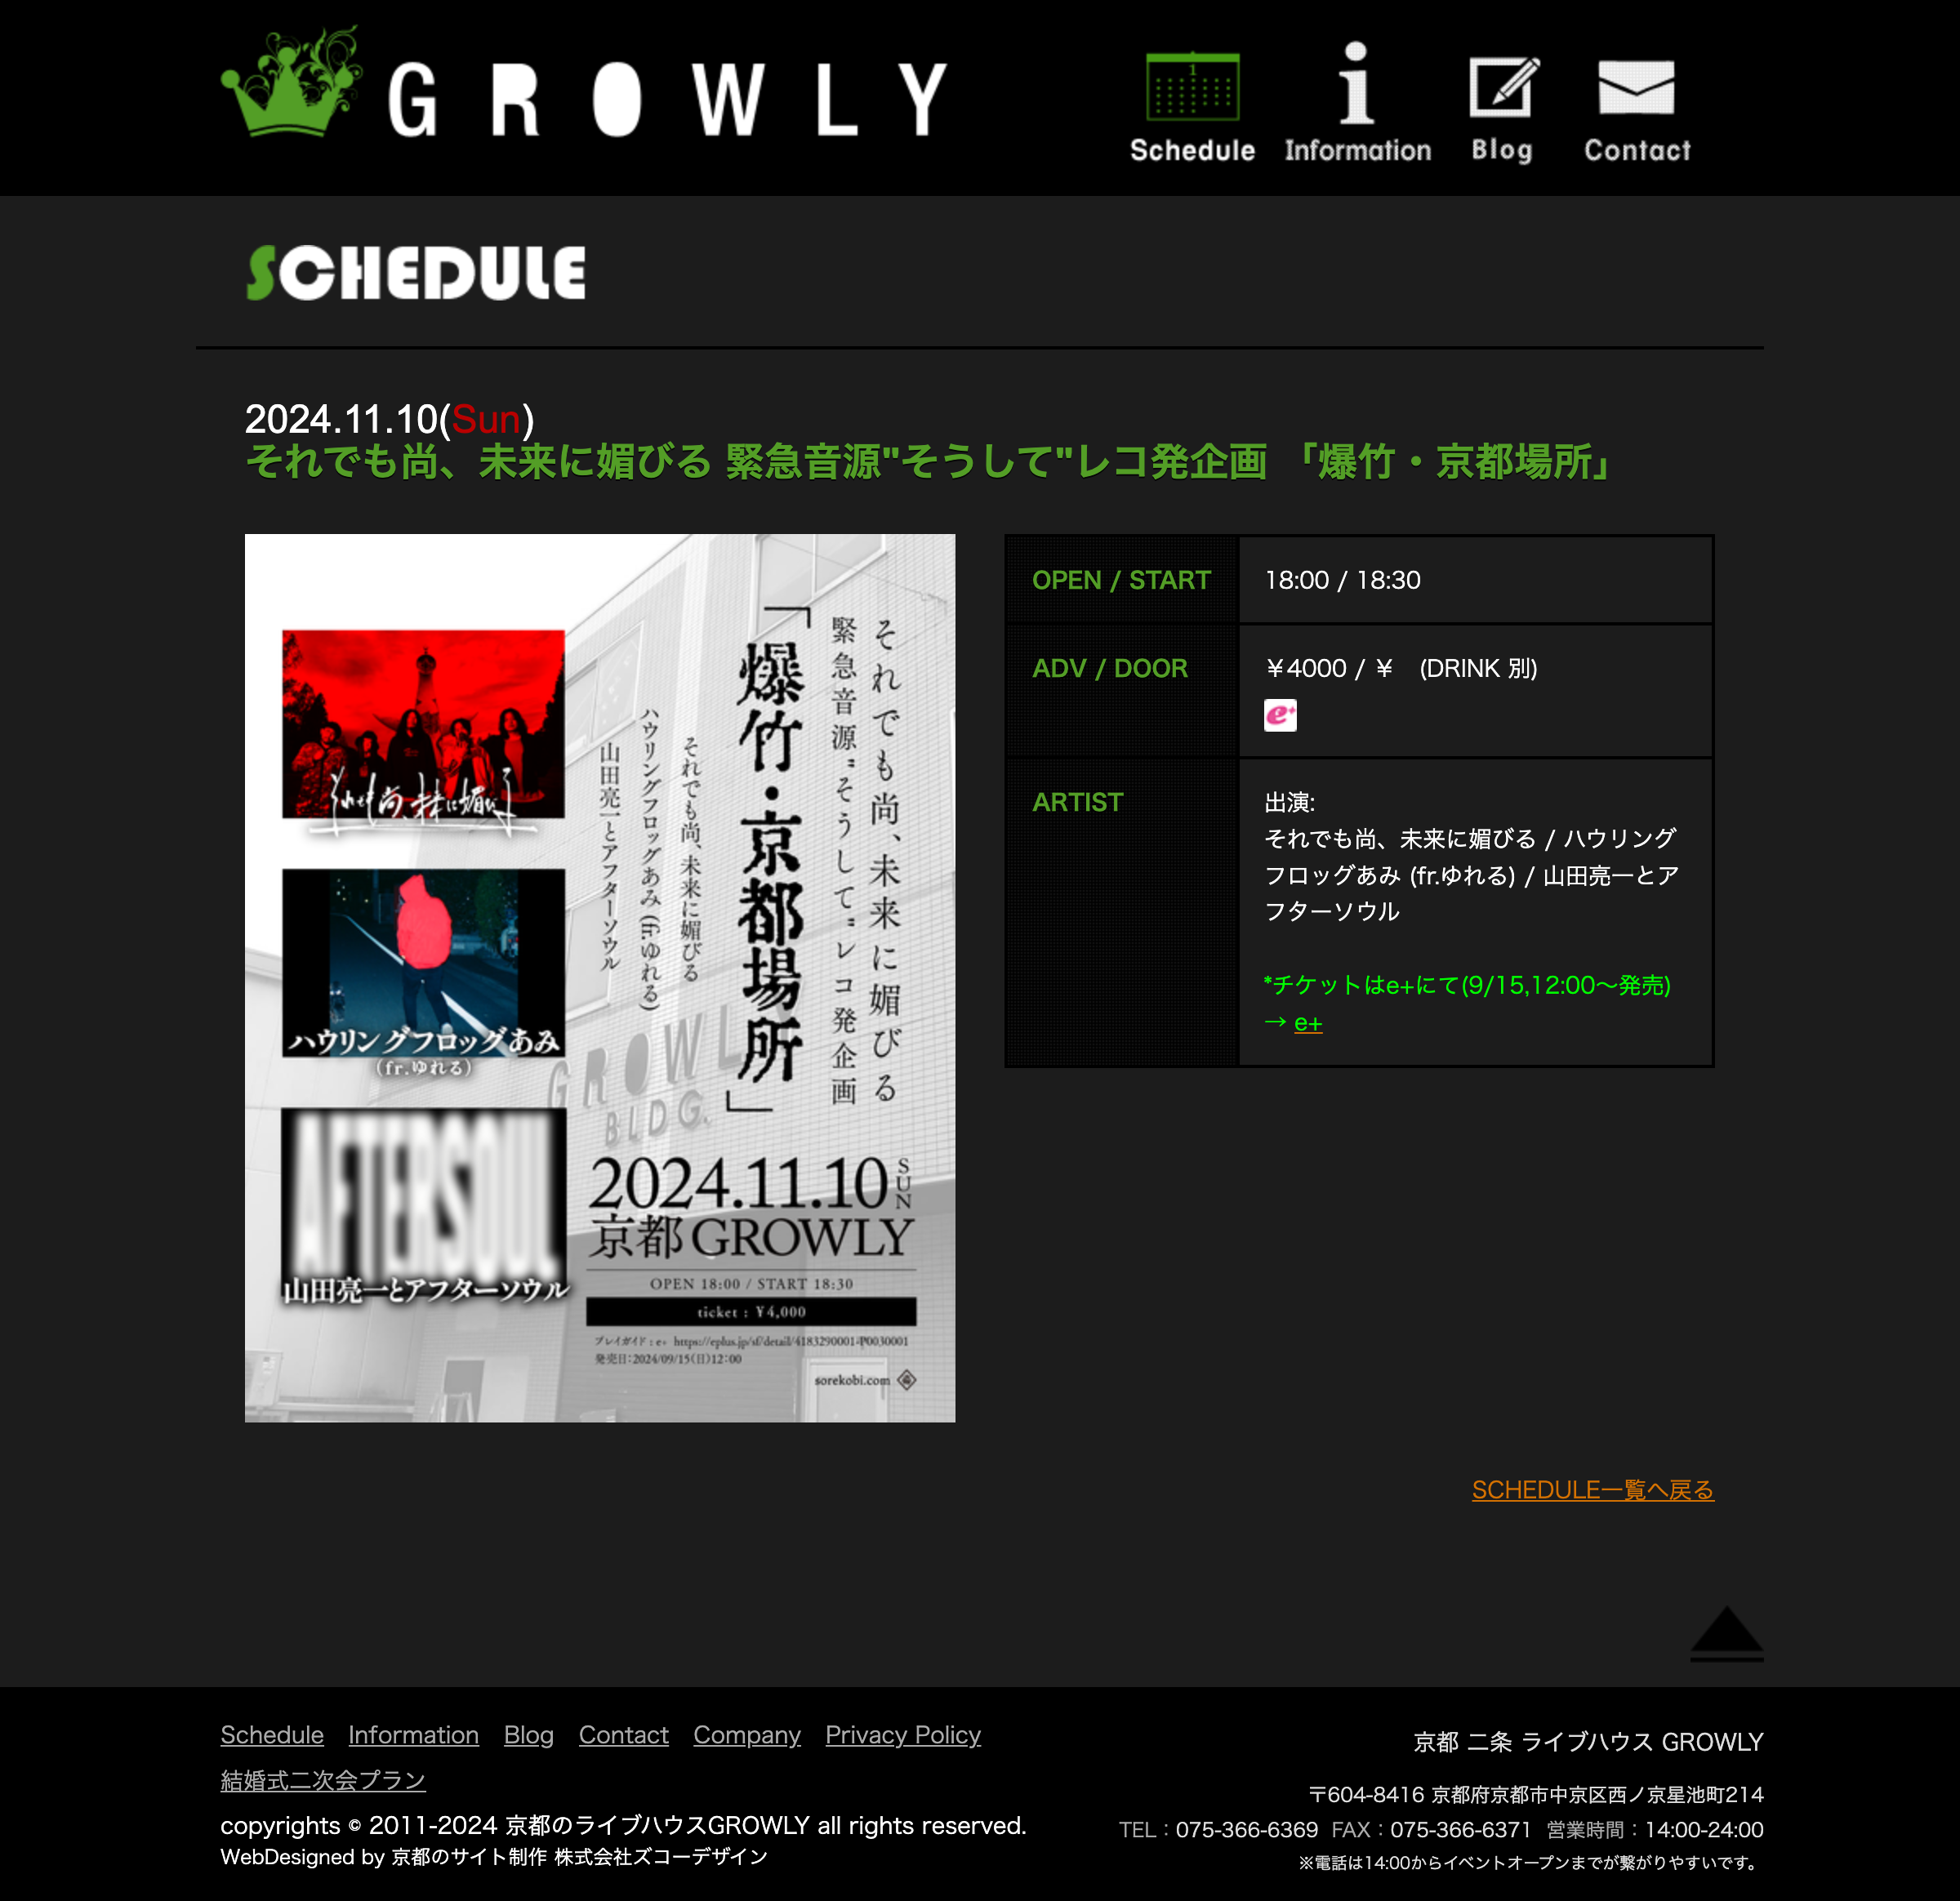 GROWLY
1
Schedule
Information
Blog
Contact
SCHEDULE
2024.11.10(Sun)
それでも尚、未来に媚びる 緊急音源"そうして"レコ発企画 「爆竹・京都場所」
それでも尚、未来に媚びる
緊急音源"そうして"レコ発企画
「爆竹・京都場所」
それでも尚、未来に媚びる
ハウリングフロッグあみ (fr.ゆれる)
山田亮一とアフターソウル
それでも尚、未来に媚びる
ハウリングフロッグあみ
(fr.ゆれる)
AFTERSOUL
山田亮一とアフターソウル
GROWLY
BLDG.
2024.11.10 SUN
京都 GROWLY
OPEN 18:00 / START 18:30
ticket : ¥4,000
プレイガイド : e+ https://eplus.jp/sf/detail/4183290001-P0030001
発売日:2024/09/15(日)12:00
sorekobi.com
OPEN / START
18:00 / 18:30
ADV / DOOR
￥4000 / ￥　(DRINK 別)
e+
ARTIST
出演:
それでも尚、未来に媚びる / ハウリング
フロッグあみ (fr.ゆれる) / 山田亮一とア
フターソウル
*チケットはe+にて(9/15,12:00〜発売)
→ e+
SCHEDULE一覧へ戻る
Schedule Information Blog Contact Company Privacy Policy
結婚式二次会プラン
copyrights © 2011-2024 京都のライブハウスGROWLY all rights reserved.
WebDesigned by 京都のサイト制作 株式会社ズコーデザイン
京都 二条 ライブハウス GROWLY
〒604-8416 京都府京都市中京区西ノ京星池町214
TEL：075-366-6369 FAX：075-366-6371 営業時間：14:00-24:00
※電話は14:00からイベントオープンまでが繋がりやすいです。